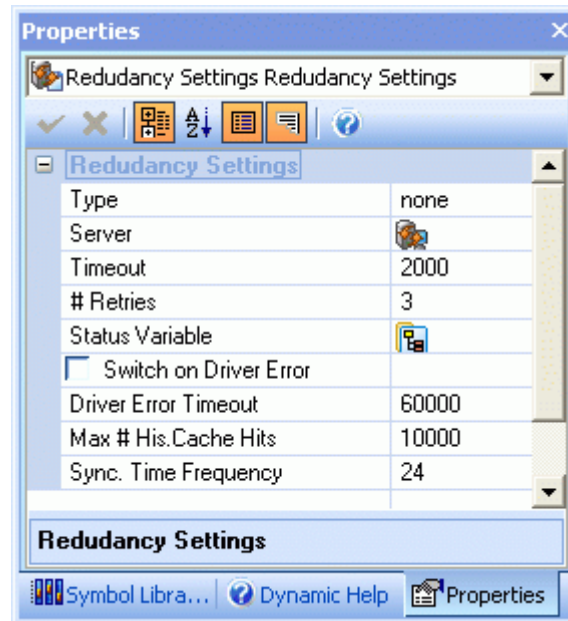 Properties
Redudancy Settings Redudancy Settings
A
Z
Redudancy Settings
Type none
Server
Timeout 2000
# Retries 3
Status Variable
Switch on Driver Error
Driver Error Timeout 60000
Max # His.Cache Hits 10000
Sync. Time Frequency 24
Redudancy Settings
Symbol Libra... Dynamic Help Properties